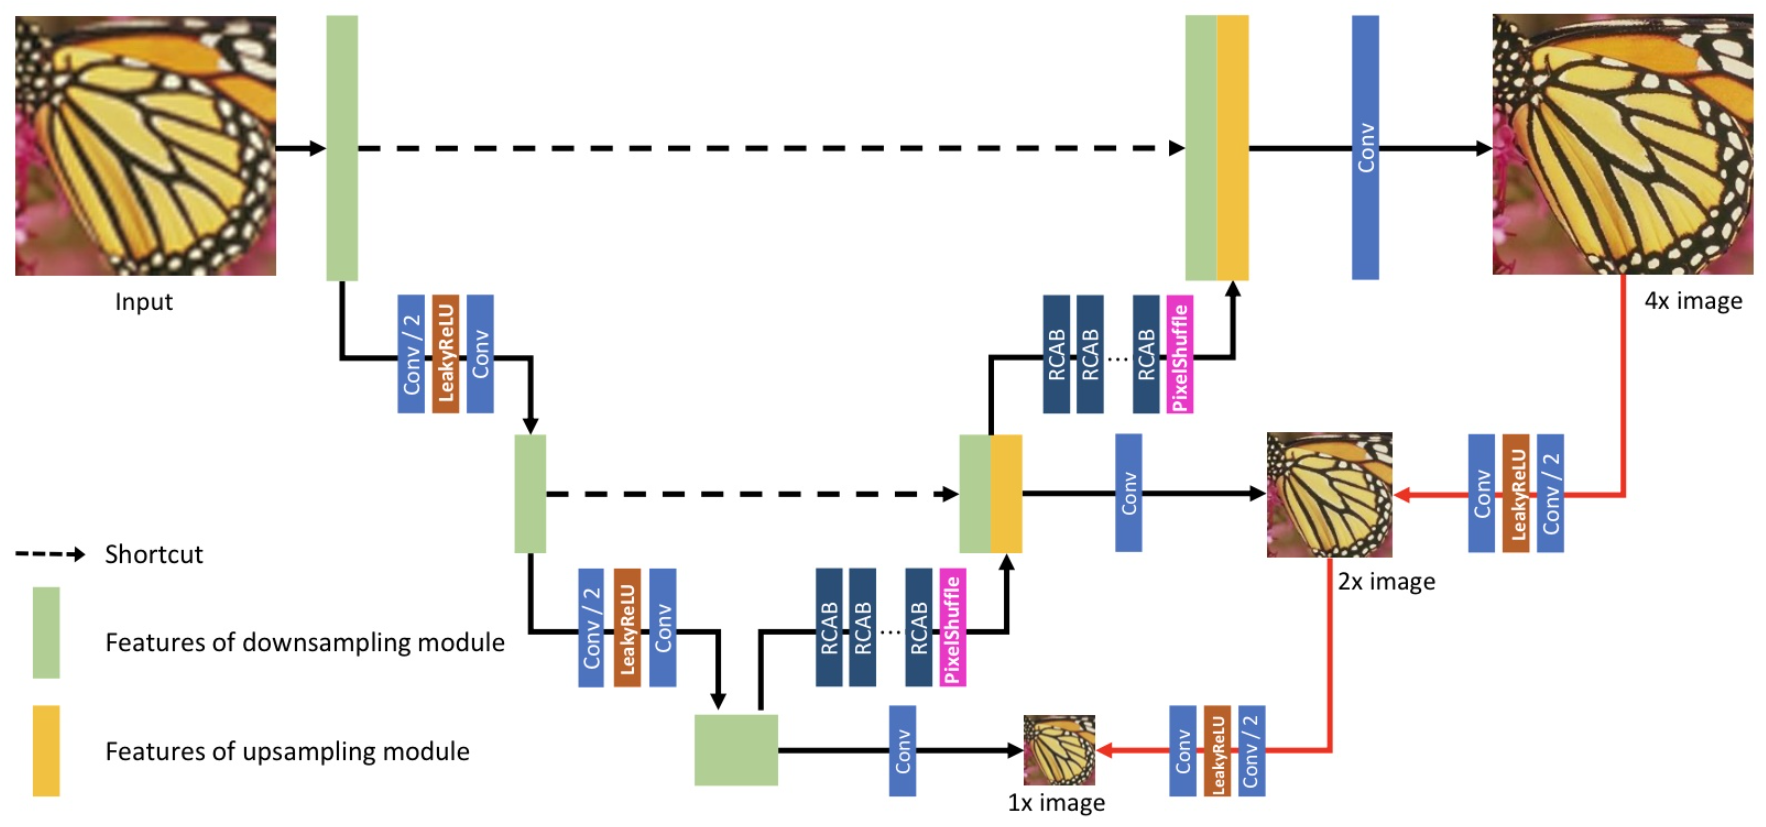 Input
Conv
4x image
Conv / 2
LeakyReLU
Conv
RCAB
RCAB
...
RCAB
PixelShuffle
Conv
2x image
Conv
LeakyReLU
Conv / 2
Shortcut
Features of downsampling module
Features of upsampling module
Conv / 2
LeakyReLU
Conv
RCAB
RCAB
...
RCAB
PixelShuffle
Conv
1x image
Conv
LeakyReLU
Conv / 2